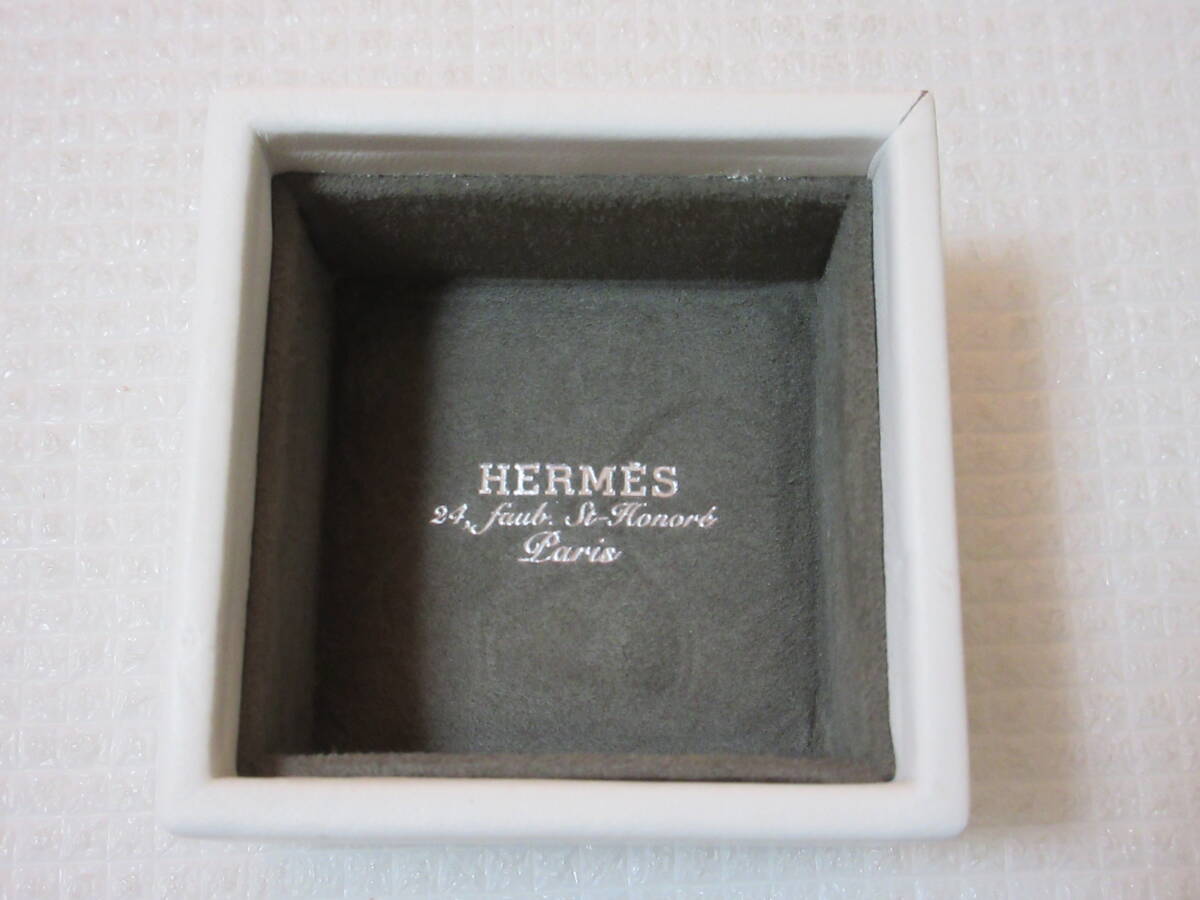 HERMÈS
24, faub. St-Honoré
Paris